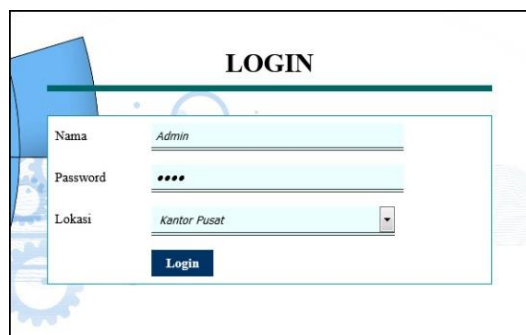 LOGIN
Nama Admin
Password ••••
Lokasi Kantor Pusat
Login